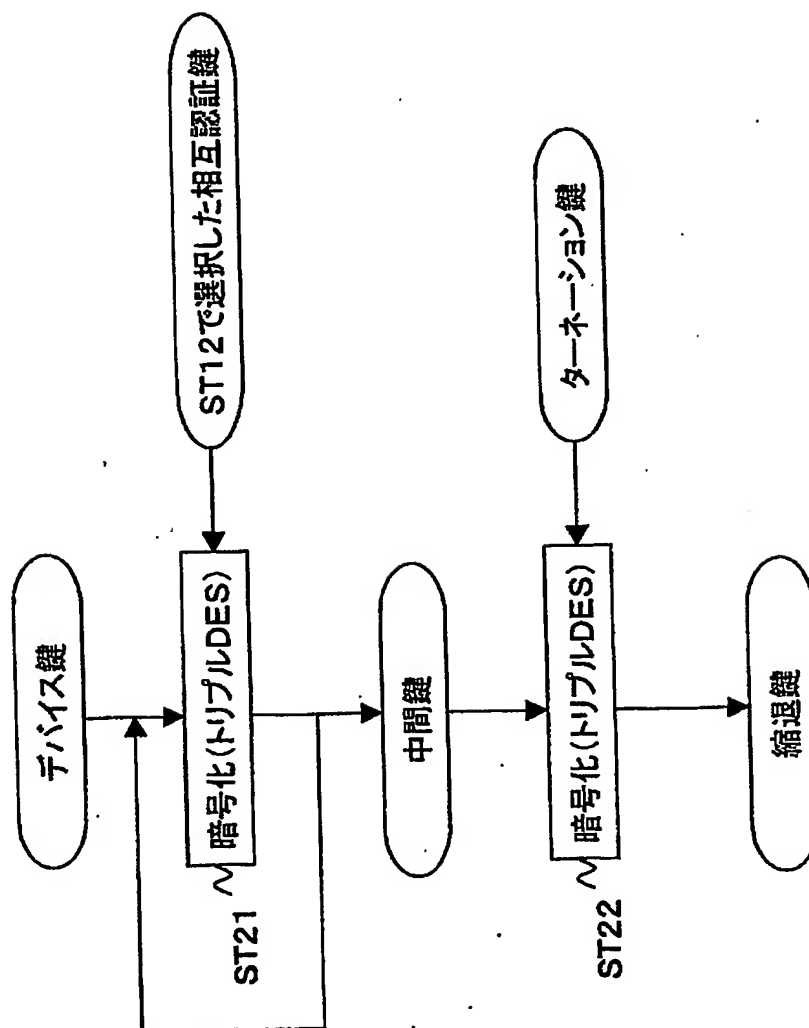 デバイス鍵
ST12で選択した相互認証鍵
ST21
暗号化(トリプルDES)
中間鍵
ターネーション鍵
ST22
暗号化(トリプルDES)
縮退鍵